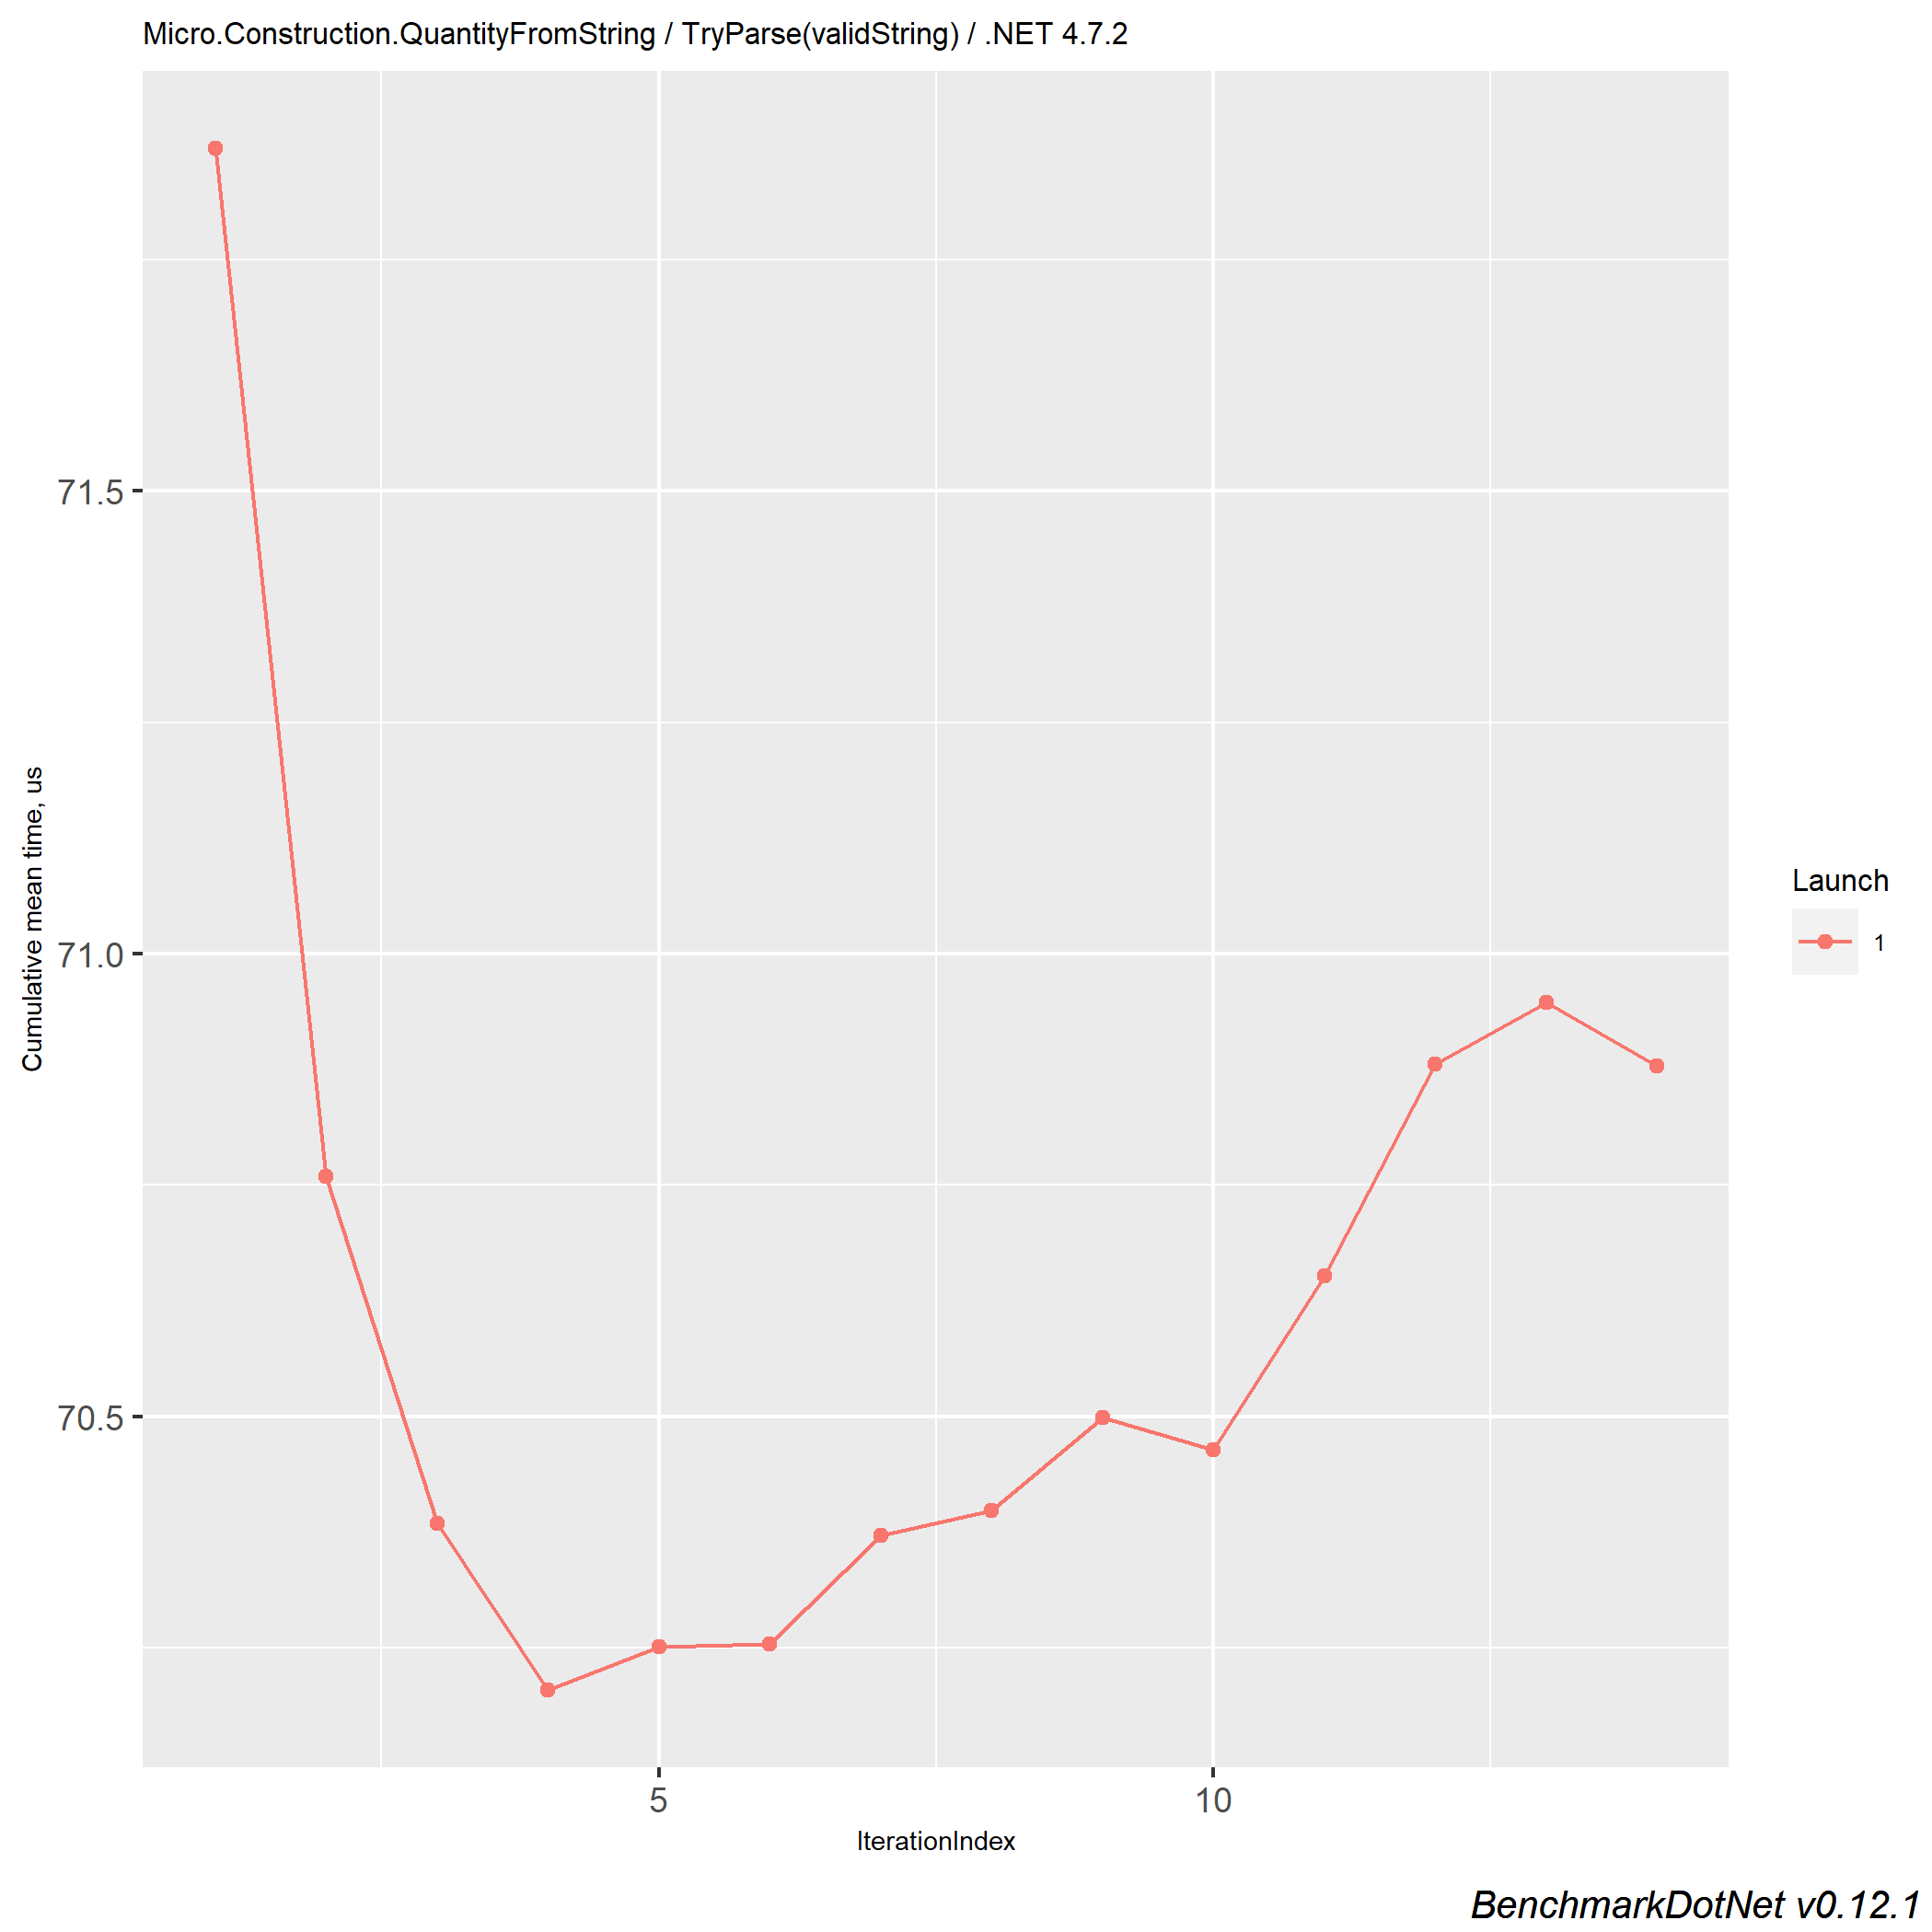 Micro.Construction.QuantityFromString / TryParse(validString) / .NET 4.7.2
71.5
71.0
70.5
Cumulative mean time, us
5
10
IterationIndex
Launch
1
BenchmarkDotNet v0.12.1